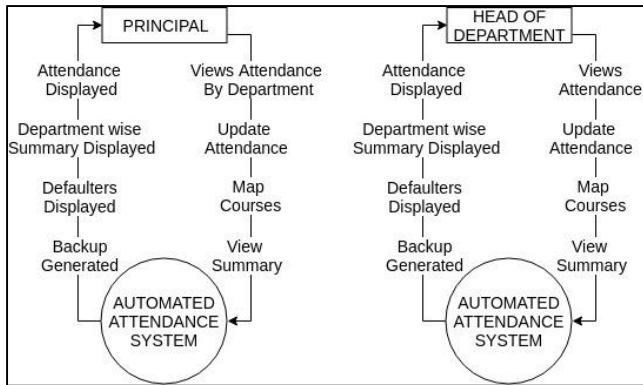 PRINCIPAL
Attendance
Displayed
Department wise
Summary Displayed
Defaulters
Displayed
Backup
Generated
Views Attendance
By Department
Update
Attendance
Map
Courses
View
Summary
AUTOMATED
ATTENDANCE
SYSTEM
HEAD OF
DEPARTMENT
Attendance
Displayed
Department wise
Summary Displayed
Defaulters
Displayed
Backup
Generated
Views
Attendance
Update
Attendance
Map
Courses
View
Summary
AUTOMATED
ATTENDANCE
SYSTEM